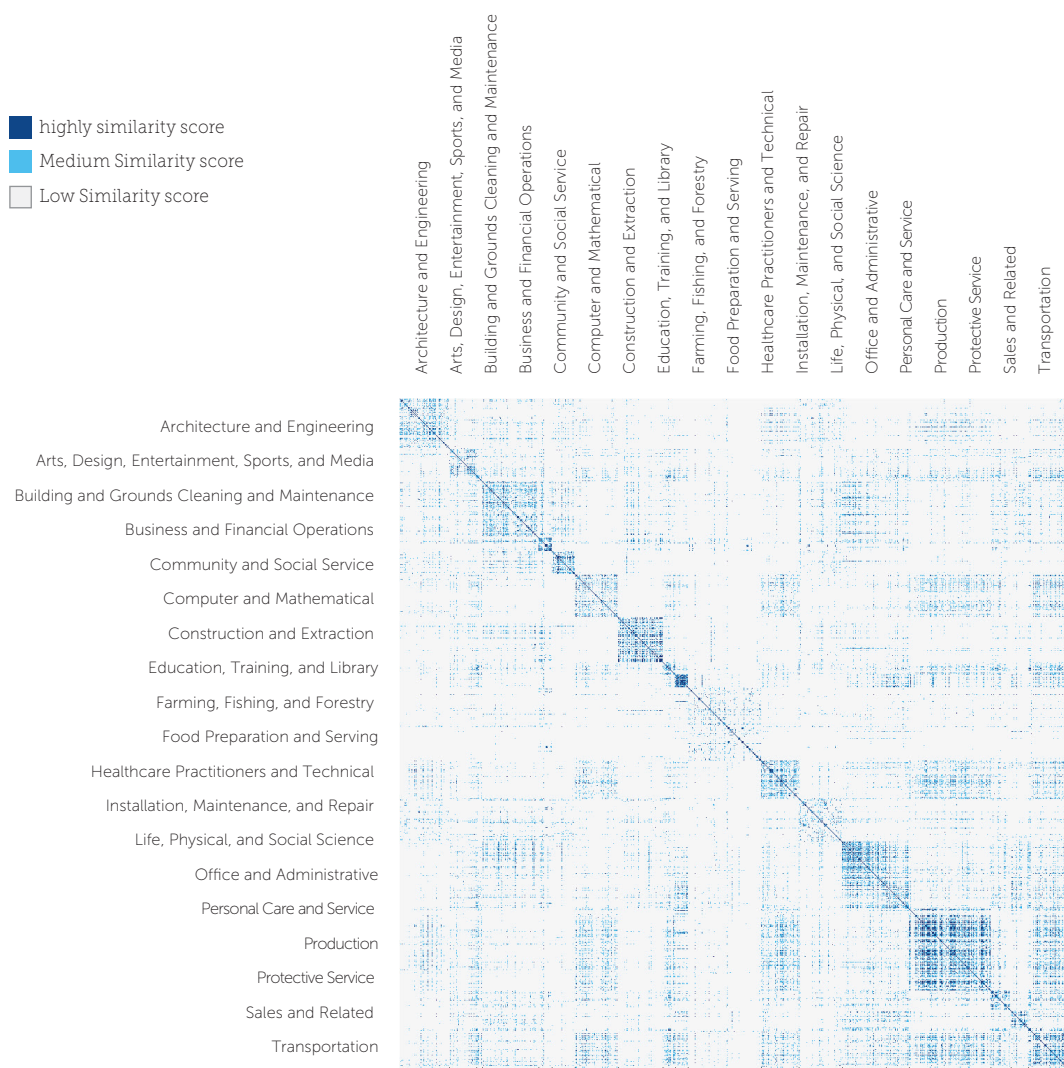 highly similarity score
Medium Similarity score
Low Similarity score
Architecture and Engineering
Arts, Design, Entertainment, Sports, and Media
Building and Grounds Cleaning and Maintenance
Business and Financial Operations
Community and Social Service
Computer and Mathematical
Construction and Extraction
Education, Training, and Library
Farming, Fishing, and Forestry
Food Preparation and Serving
Healthcare Practitioners and Technical
Installation, Maintenance, and Repair
Life, Physical, and Social Science
Office and Administrative
Personal Care and Service
Production
Protective Service
Sales and Related
Transportation
Architecture and Engineering
Arts, Design, Entertainment, Sports, and Media
Building and Grounds Cleaning and Maintenance
Business and Financial Operations
Community and Social Service
Computer and Mathematical
Construction and Extraction
Education, Training, and Library
Farming, Fishing, and Forestry
Food Preparation and Serving
Healthcare Practitioners and Technical
Installation, Maintenance, and Repair
Life, Physical, and Social Science
Office and Administrative
Personal Care and Service
Production
Protective Service
Sales and Related
Transportation